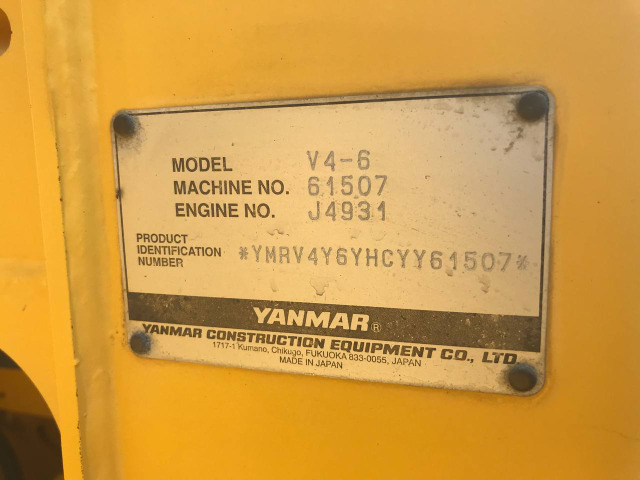 MODEL V4-6
MACHINE NO. 61507
ENGINE NO. J4931
PRODUCT
IDENTIFICATION
NUMBER *YMRV4Y6YHCYY61507*
YANMAR®
YANMAR CONSTRUCTION EQUIPMENT CO., LTD
1717-1 Kumano, Chikugo, FUKUOKA 833-0055, JAPAN
MADE IN JAPAN